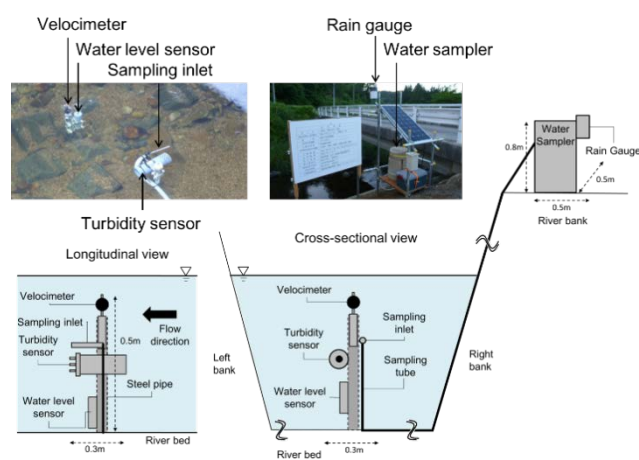 Velocimeter
Water level sensor
Sampling inlet
Turbidity sensor
Rain gauge
Water sampler
Water
Sampler
Rain Gauge
0.8m
0.5m
0.5m
River bank
Longitudinal view
Velocimeter
Sampling inlet
0.5m
Flow
direction
Turbidity
sensor
Steel pipe
Water level
sensor
River bed
0.3m
Cross-sectional view
Velocimeter
Sampling
inlet
Turbidity
sensor
Sampling
tube
Left
bank
Right
bank
Water level
sensor
0.3m
River bed